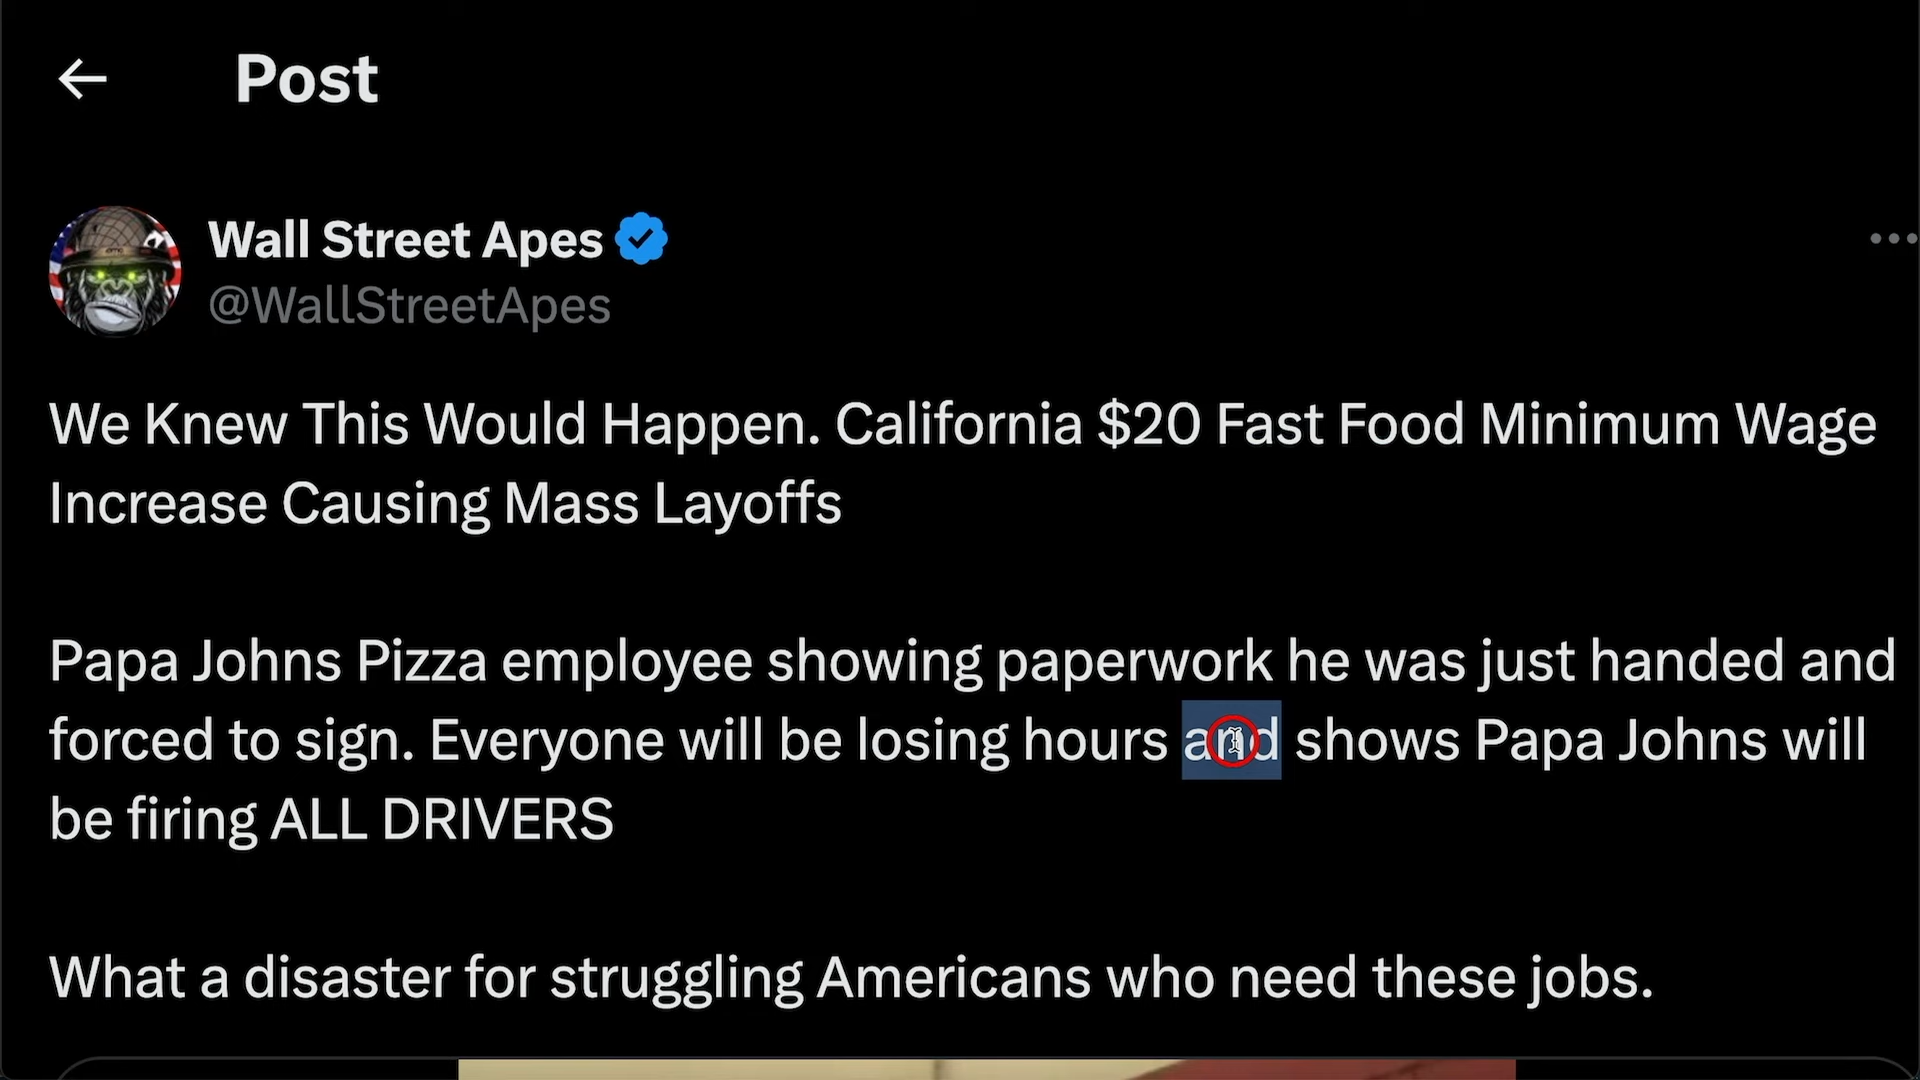 Post
Wall Street Apes
@WallStreetApes
We Knew This Would Happen. California $20 Fast Food Minimum Wage
Increase Causing Mass Layoffs
Papa Johns Pizza employee showing paperwork he was just handed and
forced to sign. Everyone will be losing hours and shows Papa Johns will
be firing ALL DRIVERS
What a disaster for struggling Americans who need these jobs.